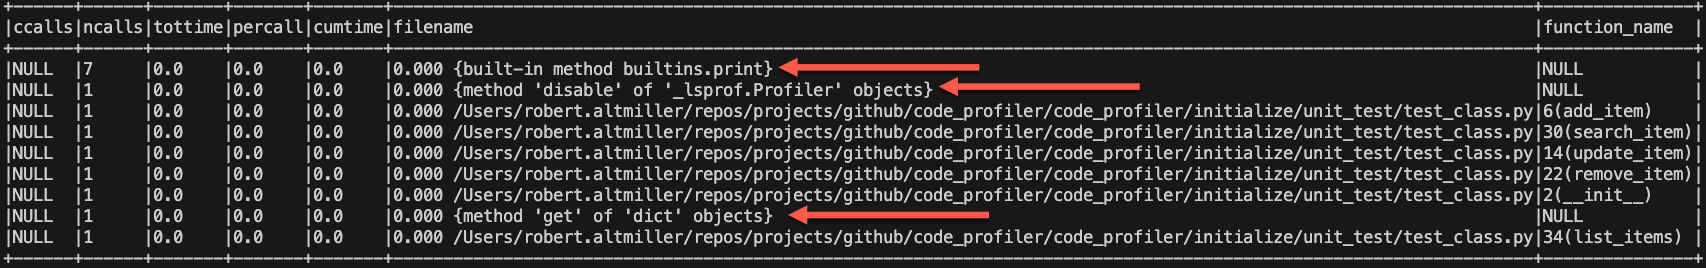 |ccalls|ncalls|tottime|percall|cumtime|filename |function_name |
|NULL |7 |0.0 |0.0 |0.0 |0.000 {built-in method builtins.print} |NULL |
|NULL |1 |0.0 |0.0 |0.0 |0.000 {method 'disable' of '_lsprof.Profiler' objects} |NULL |
|NULL |1 |0.0 |0.0 |0.0 |0.000 /Users/robert.altmiller/repos/projects/github/code_profiler/code_profiler/initialize/unit_test/test_class.py|6(add_item) |
|NULL |1 |0.0 |0.0 |0.0 |0.000 /Users/robert.altmiller/repos/projects/github/code_profiler/code_profiler/initialize/unit_test/test_class.py|30(search_item)|
|NULL |1 |0.0 |0.0 |0.0 |0.000 /Users/robert.altmiller/repos/projects/github/code_profiler/code_profiler/initialize/unit_test/test_class.py|14(update_item)|
|NULL |1 |0.0 |0.0 |0.0 |0.000 /Users/robert.altmiller/repos/projects/github/code_profiler/code_profiler/initialize/unit_test/test_class.py|22(remove_item)|
|NULL |1 |0.0 |0.0 |0.0 |0.000 /Users/robert.altmiller/repos/projects/github/code_profiler/code_profiler/initialize/unit_test/test_class.py|2(__init__) |
|NULL |1 |0.0 |0.0 |0.0 |0.000 {method 'get' of 'dict' objects} |NULL |
|NULL |1 |0.0 |0.0 |0.0 |0.000 /Users/robert.altmiller/repos/projects/github/code_profiler/code_profiler/initialize/unit_test/test_class.py|34(list_items) |